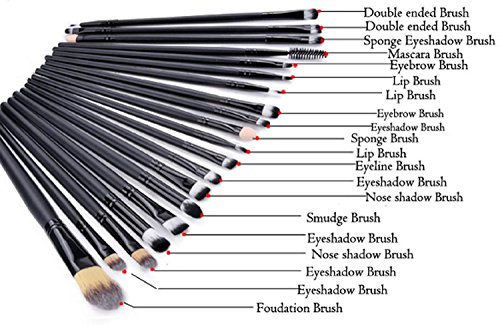 Double ended Brush
Double ended Brush
Sponge Eyeshadow Brush
Mascara Brush
Eyebrow Brush
Lip Brush
Lip Brush
Eyebrow Brush
Eyeshadow Brush
Sponge Brush
Lip Brush
Eyeline Brush
Eyeshadow Brush
Nose shadow Brush
Smudge Brush
Eyeshadow Brush
Nose shadow Brush
Eyeshadow Brush
Eyeshadow Brush
Foudation Brush